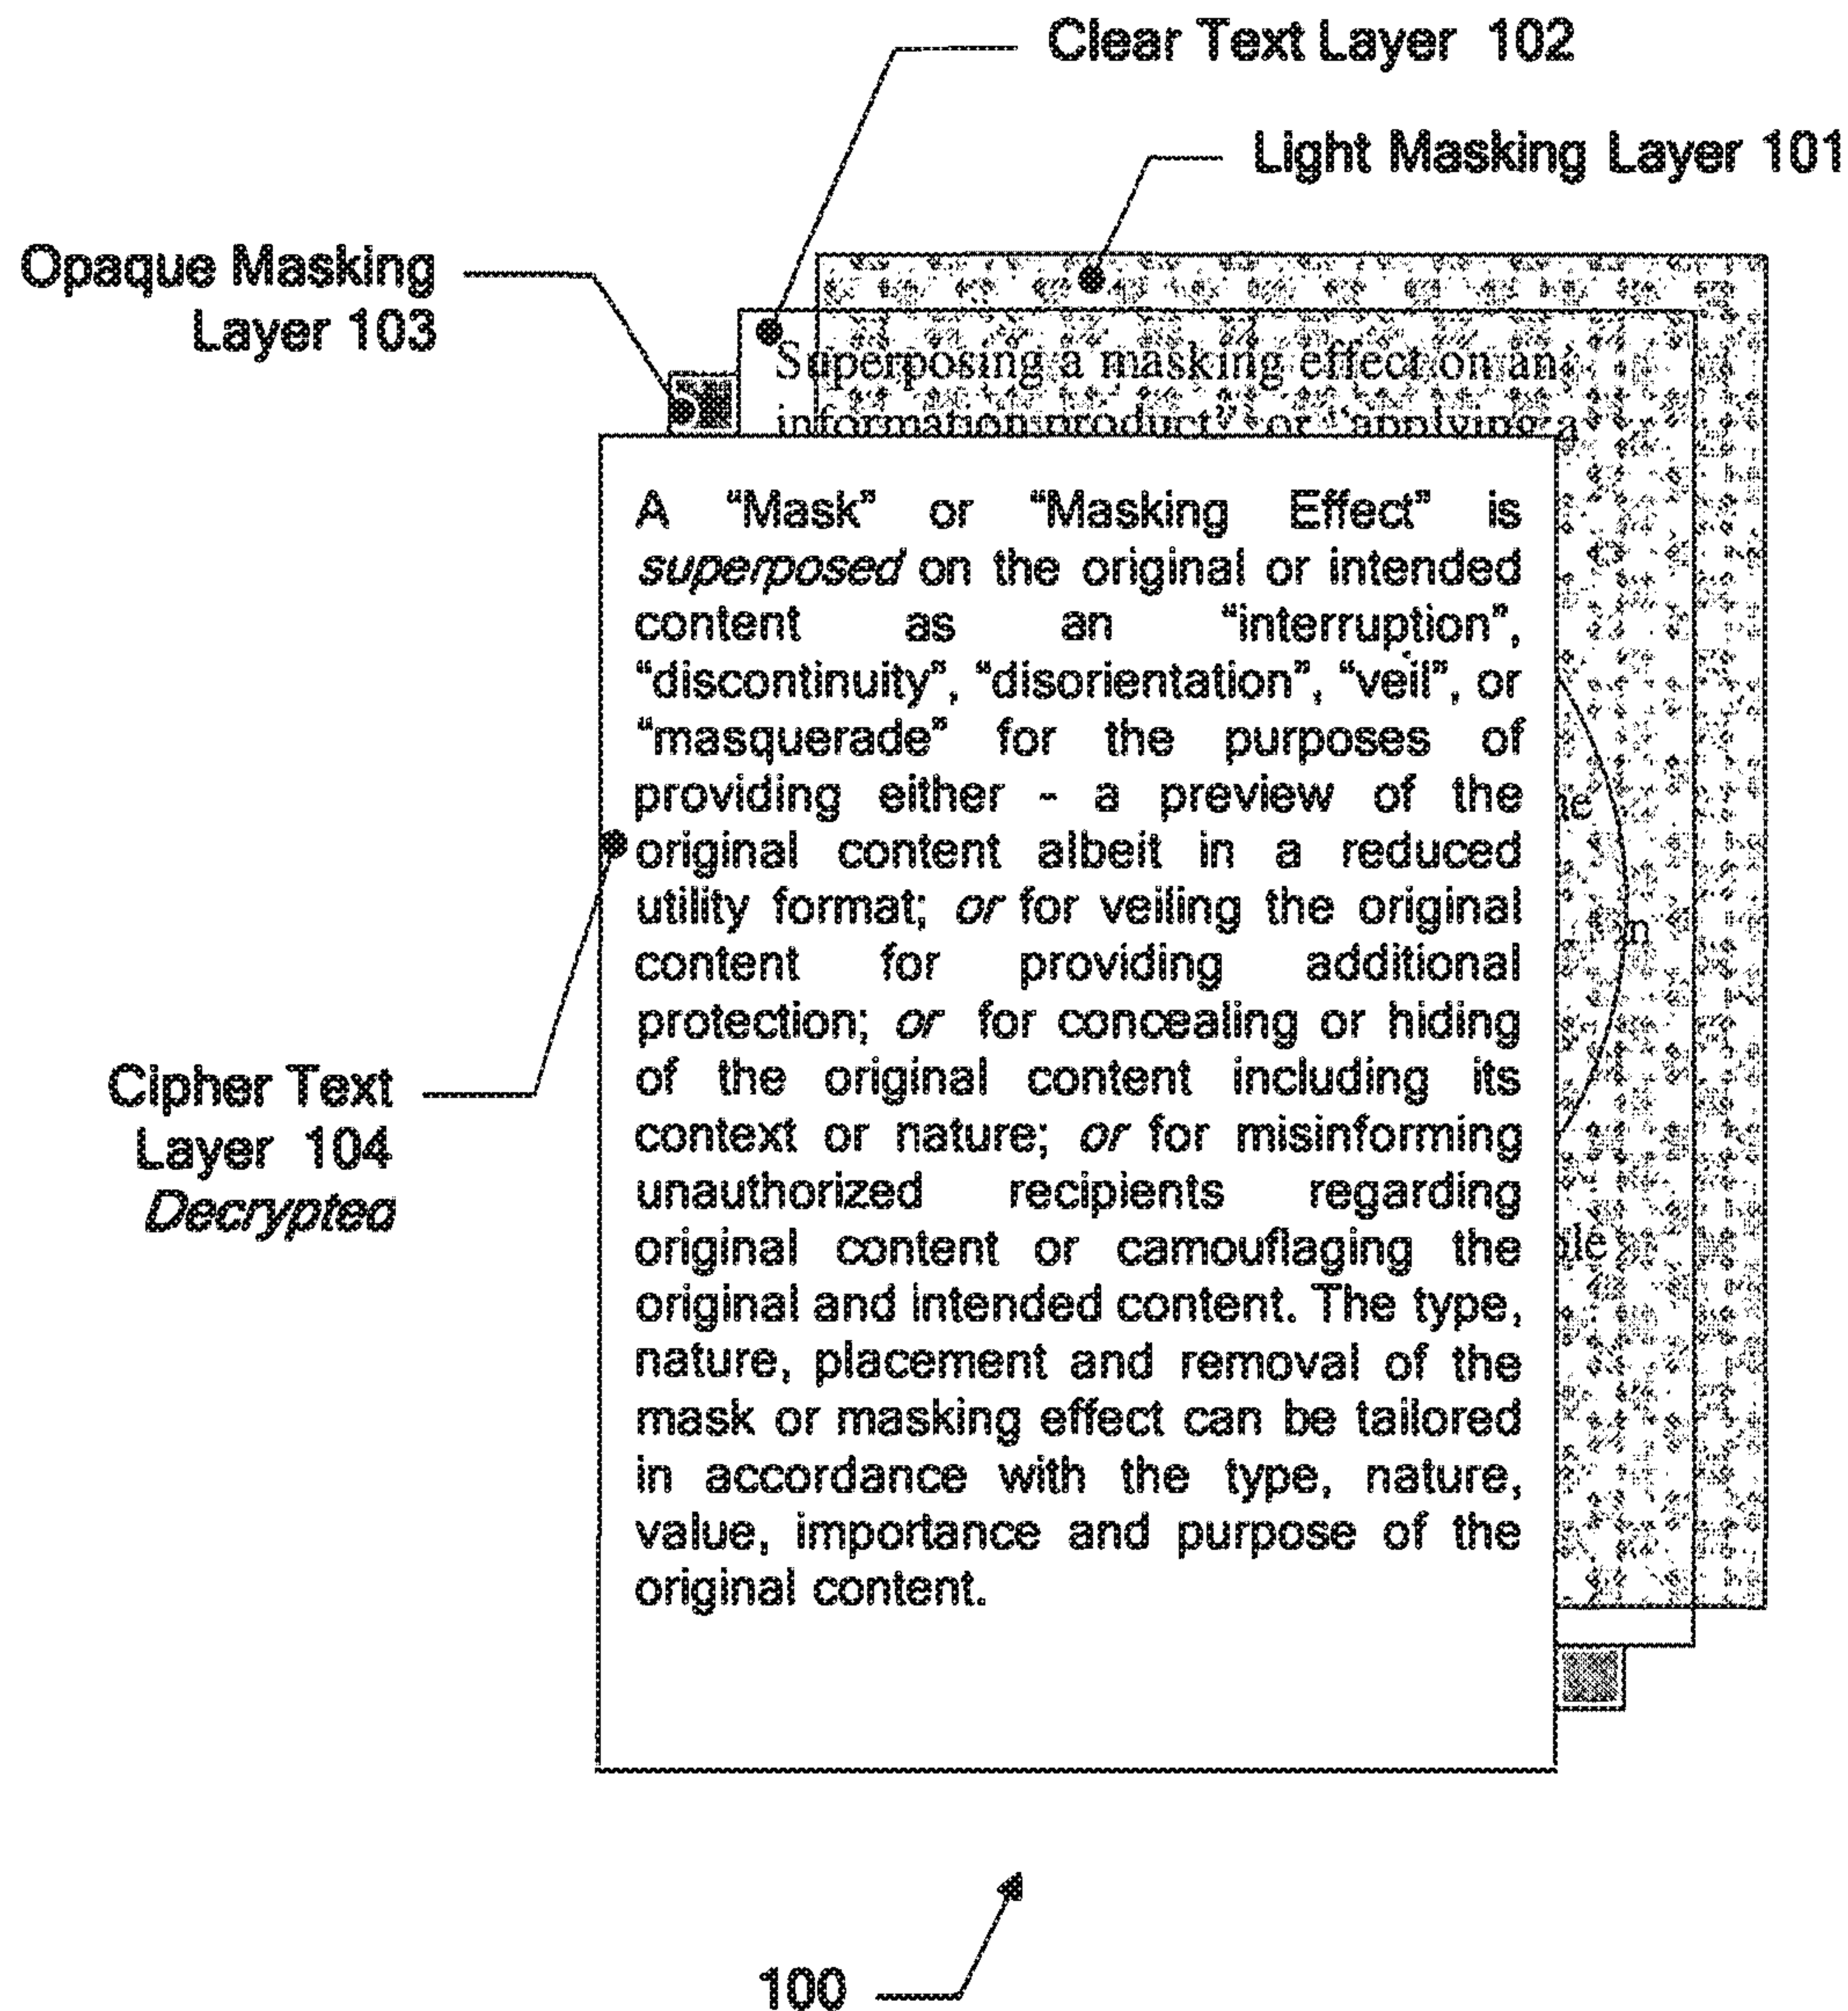 Clear Text Layer 102
Light Masking Layer 101
Opaque Masking
Layer 103
Superposing a masking effect on an
information product” or “applying a
A “Mask” or “Masking Effect” is
superposed on the original or intended
content as an “interruption”,
“discontinuity”, “disorientation”, “veil”, or
“masquerade” for the purposes of
providing either - a preview of the
original content albeit in a reduced
utility format; or for veiling the original
content for providing additional
protection; or for concealing or hiding
of the original content including its
context or nature; or for misinforming
unauthorized recipients regarding
original content or camouflaging the
original and intended content. The type,
nature, placement and removal of the
mask or masking effect can be tailored
in accordance with the type, nature,
value, importance and purpose of the
original content.
Cipher Text
Layer 104
Decrypted
100